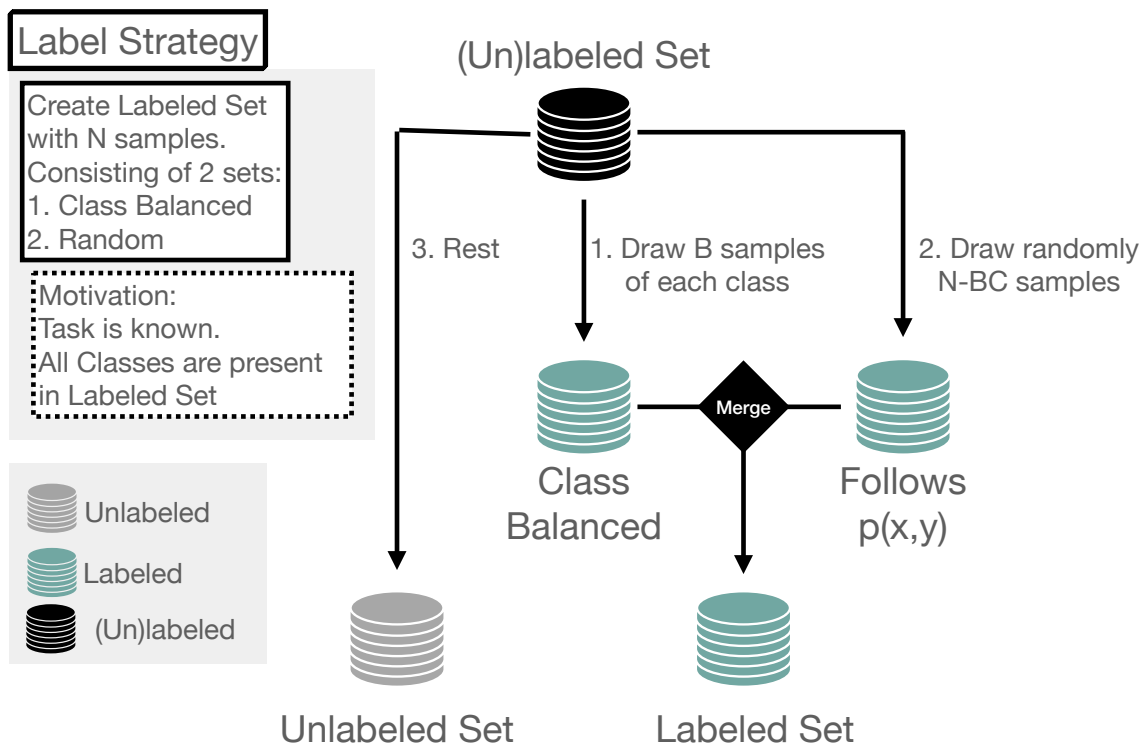 Label Strategy
Create Labeled Set
with N samples.
Consisting of 2 sets:
1. Class Balanced
2. Random
Motivation:
Task is known.
All Classes are present
in Labeled Set
Unlabeled
Labeled
(Un)labeled
(Un)labeled Set
3. Rest
1. Draw B samples
of each class
2. Draw randomly
N-BC samples
Merge
Class
Balanced
Follows
p(x,y)
Unlabeled Set
Labeled Set